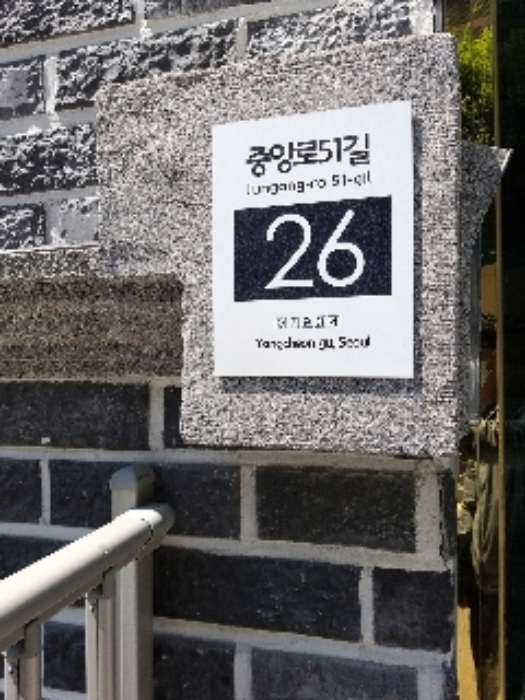 중앙로51길
Jungang-ro 51-gil
26
Yangcheon gu, Seoul